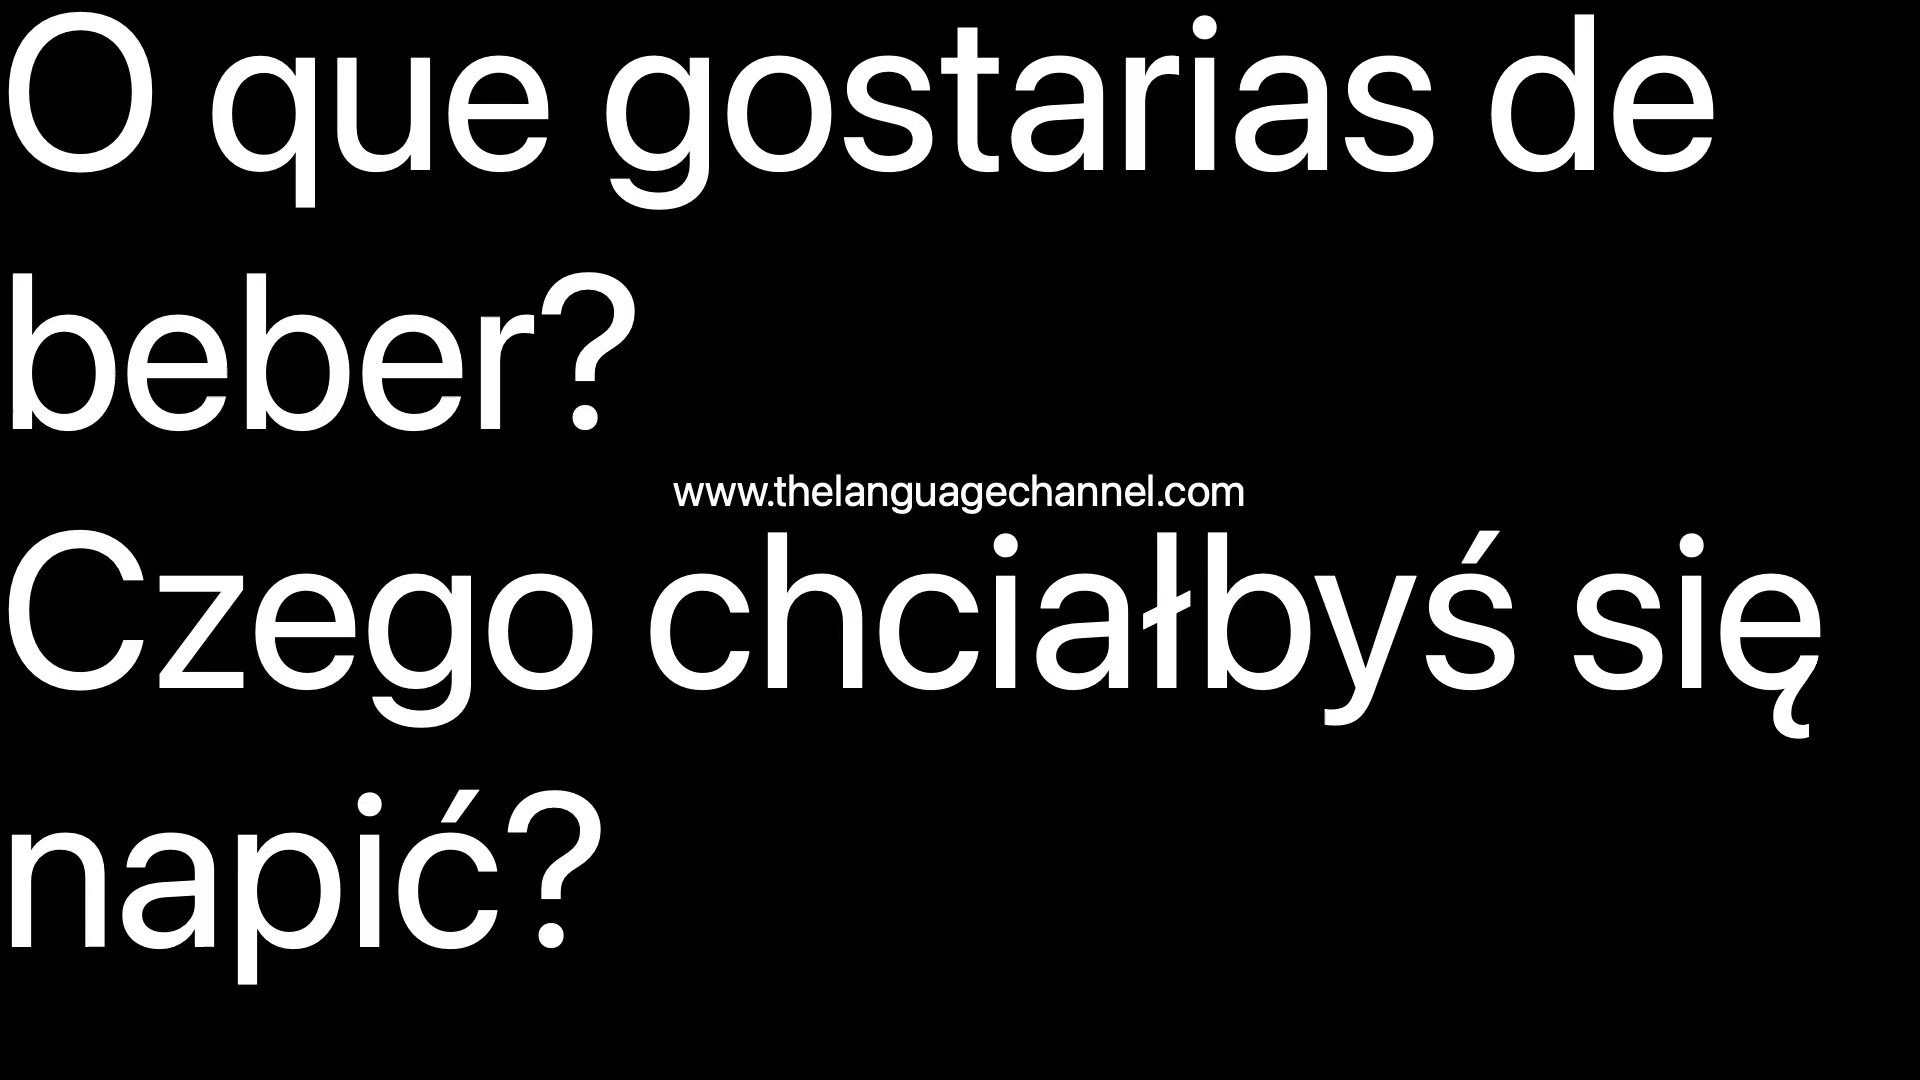 O que gostarias de
beber?
www.thelanguagechannel.com
Czego chciałbyś się
napić?